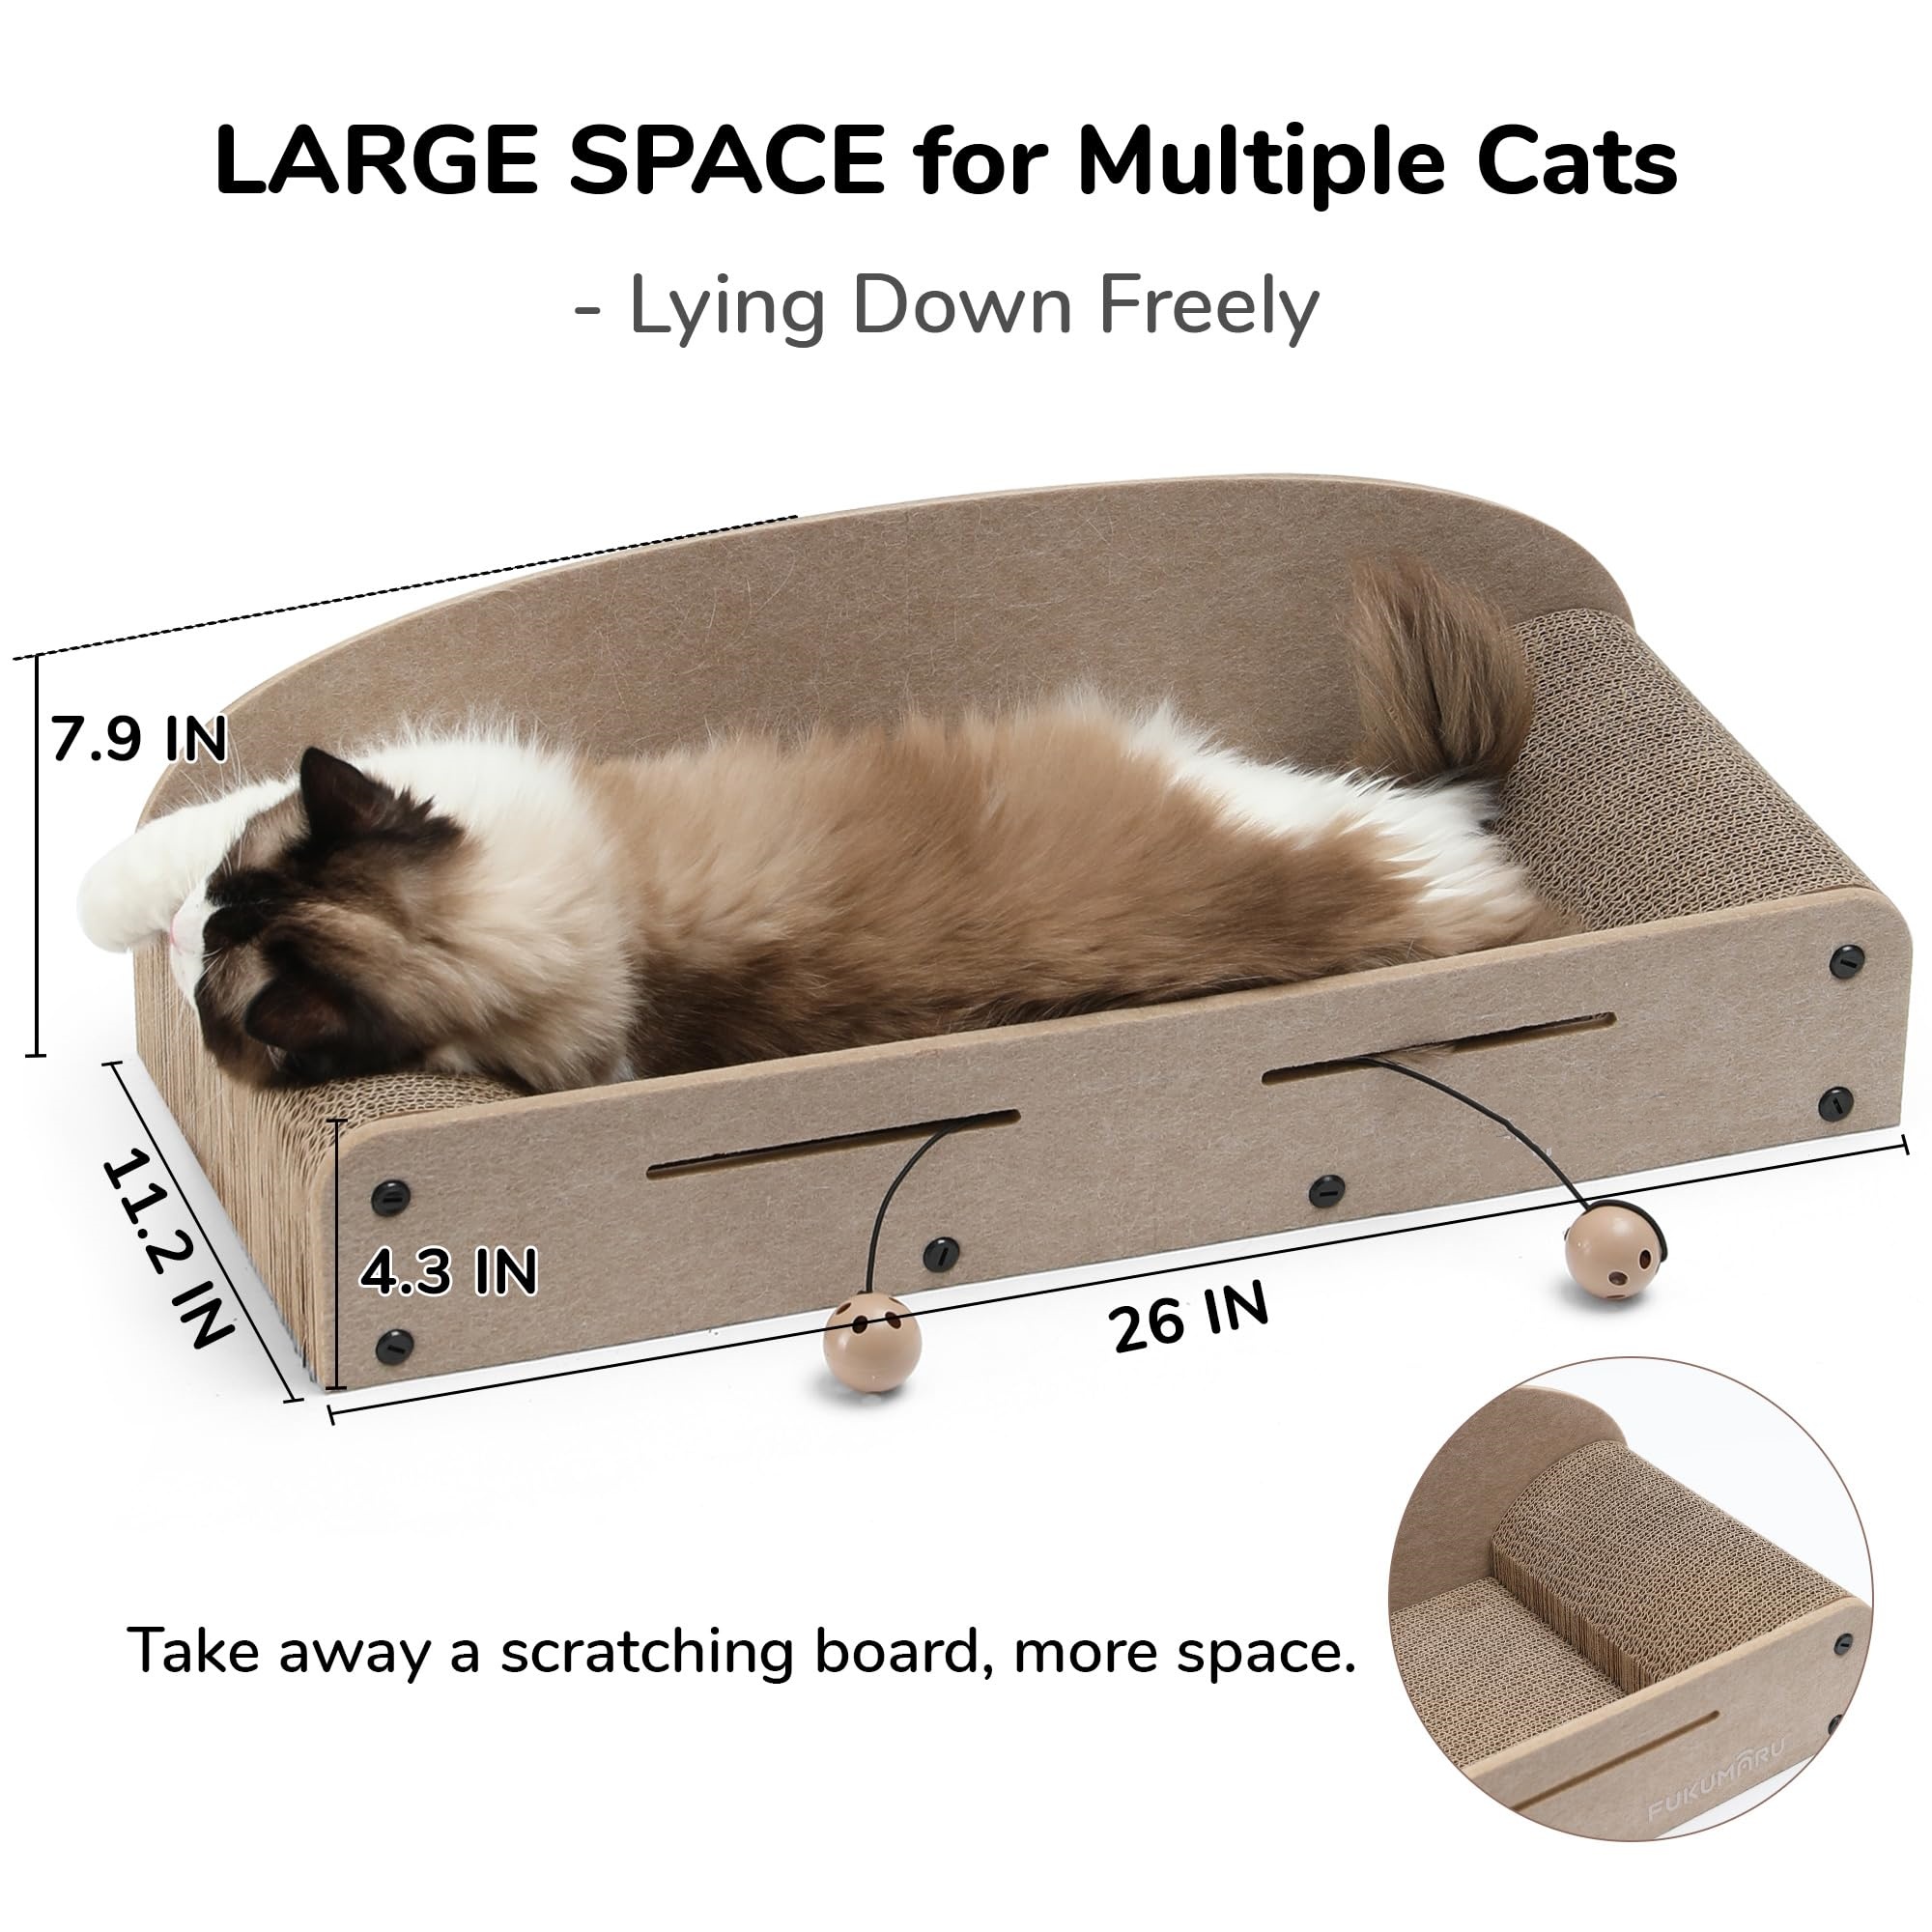 LARGE SPACE for Multiple Cats
- Lying Down Freely
7.9 IN
11.2 IN
4.3 IN
26 IN
Take away a scratching board, more space.
FUKUMARU